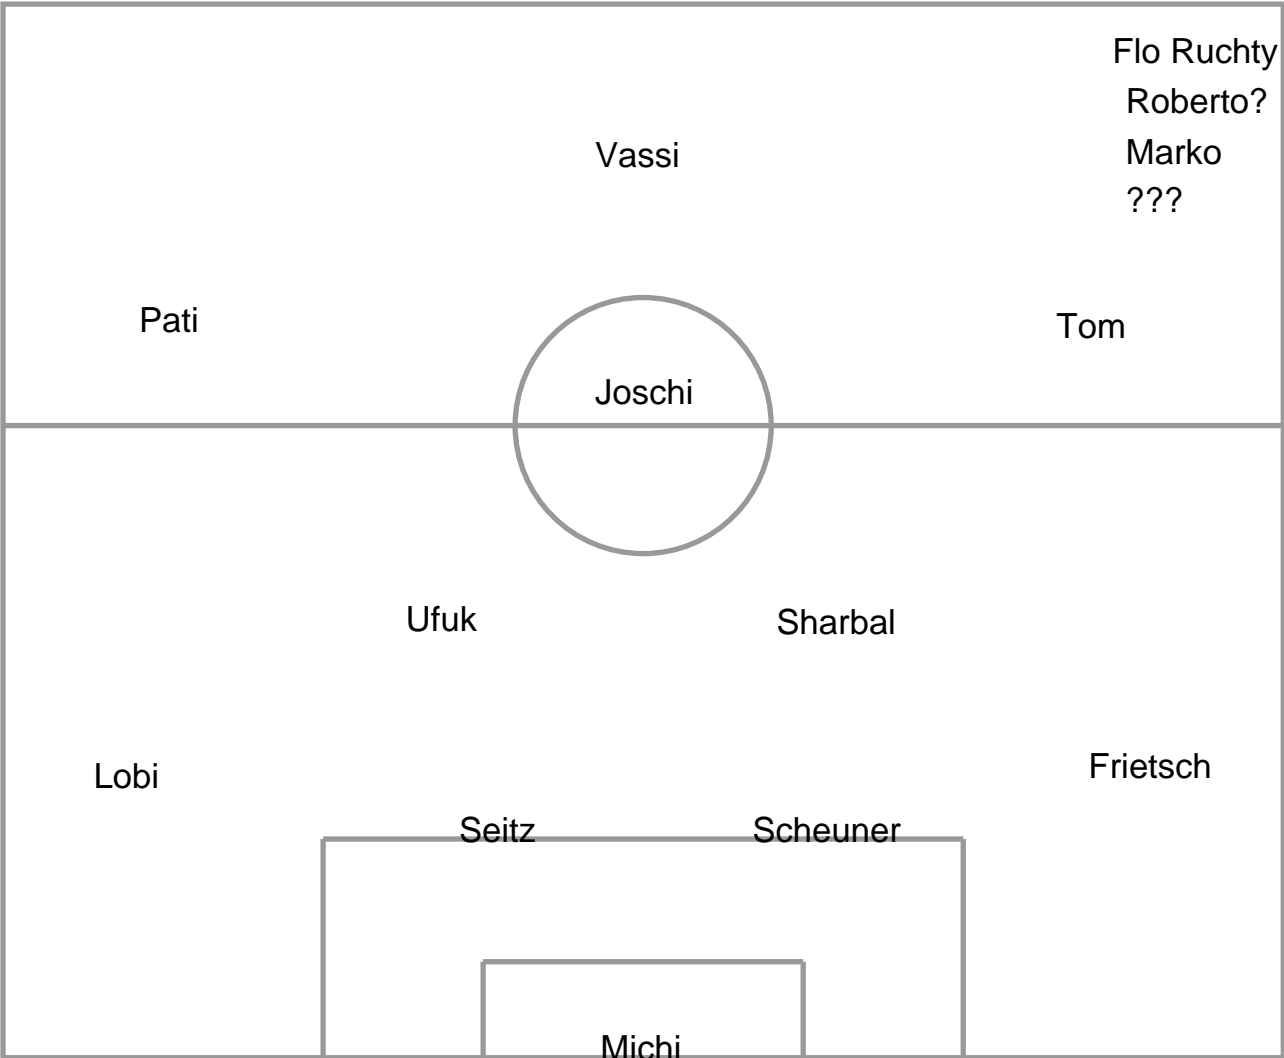 Flo Ruchty
Roberto?
Marko
???
Vassi
Pati
Tom
Joschi
Ufuk
Sharbal
Lobi
Frietsch
Seitz
Scheuner
Michi